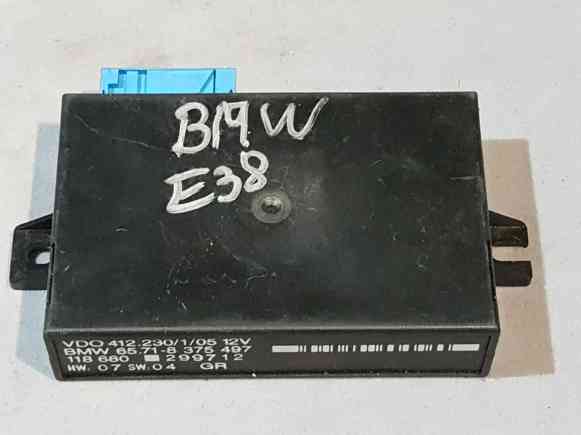 BMW
E38
VDO 412.230/1/05 12V
BMW 65.71-8 375 497
118 680 299712
HW: 07 SW: 04 GR